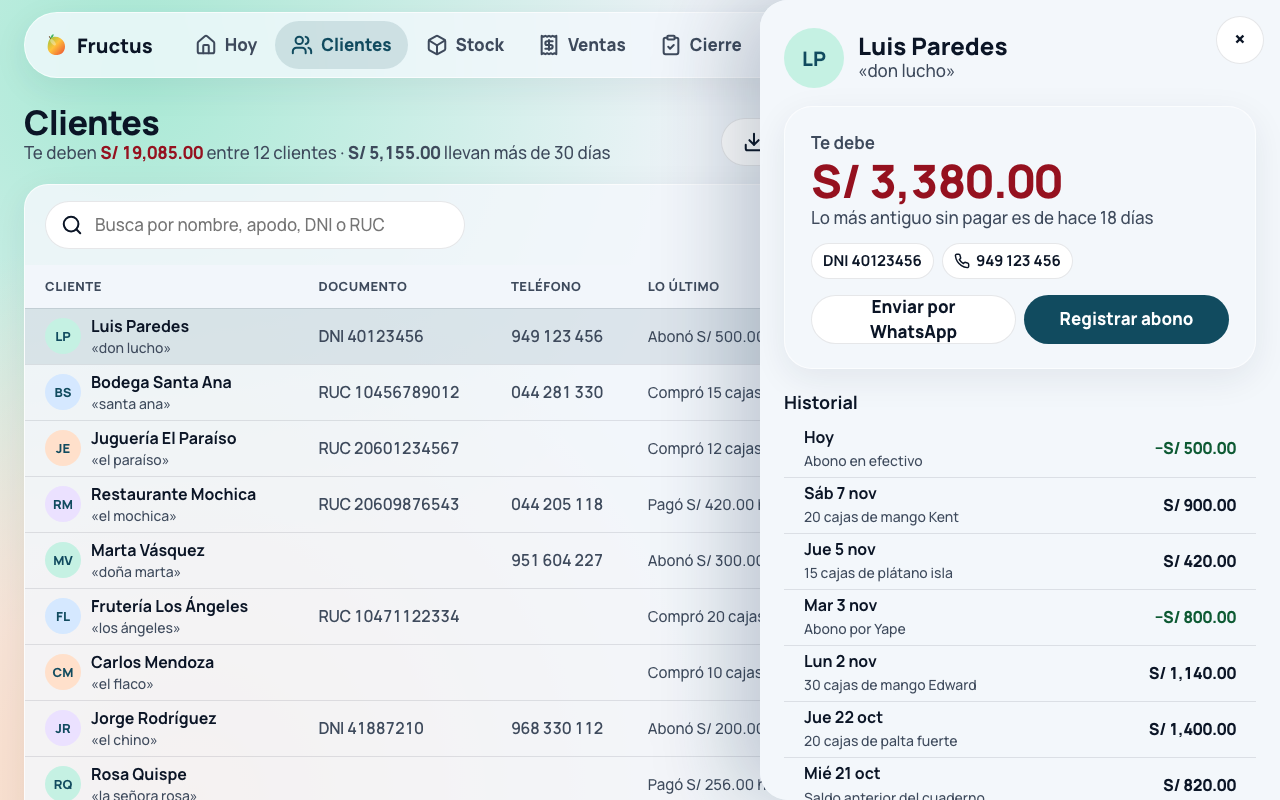 Fructus
Hoy
Clientes
Stock
Ventas
Cierre
Clientes
Te deben S/ 19,085.00 entre 12 clientes · S/ 5,155.00 llevan más de 30 días
Busca por nombre, apodo, DNI o RUC
CLIENTE DOCUMENTO TELÉFONO LO ÚLTIMO
LP Luis Paredes DNI 40123456 949 123 456 Abonó S/ 500.00
«don lucho»
BS Bodega Santa Ana RUC 10456789012 044 281 330 Compró 15 cajas
«santa ana»
JE Juguería El Paraíso RUC 20601234567 Compró 12 cajas
«el paraíso»
RM Restaurante Mochica RUC 20609876543 044 205 118 Pagó S/ 420.00
«el mochica»
MV Marta Vásquez 951 604 227 Abonó S/ 300.00
«doña marta»
FL Frutería Los Ángeles RUC 10471122334 Compró 20 cajas
«los ángeles»
CM Carlos Mendoza Compró 10 cajas
«el flaco»
JR Jorge Rodríguez DNI 41887210 968 330 112 Abonó S/ 200.00
«el chino»
RQ Rosa Quispe Pagó S/ 256.00
«la señora rosa»
LP Luis Paredes
«don lucho»
×
Te debe
S/ 3,380.00
Lo más antiguo sin pagar es de hace 18 días
DNI 40123456
949 123 456
Enviar por
WhatsApp
Registrar abono
Historial
Hoy
Abono en efectivo
−S/ 500.00
Sáb 7 nov
20 cajas de mango Kent
S/ 900.00
Jue 5 nov
15 cajas de plátano isla
S/ 420.00
Mar 3 nov
Abono por Yape
−S/ 800.00
Lun 2 nov
30 cajas de mango Edward
S/ 1,140.00
Jue 22 oct
20 cajas de palta fuerte
S/ 1,400.00
Mié 21 oct
Saldo anterior del cuaderno
S/ 820.00